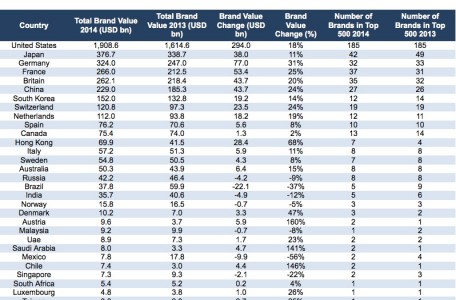 Country Total Brand Value 2014 (USD bn) Total Brand Value 2013 (USD bn) Brand Value Change (USD bn) Brand Value Change (%) Number of Brands in Top 500 2014 Number of Brands in Top 500 2013
United States 1,908.6 1,614.6 294.0 18% 185 185
Japan 376.7 338.7 38.0 11% 42 49
Germany 324.0 247.0 77.0 31% 32 33
France 266.0 212.5 53.4 25% 37 31
Britain 262.1 218.4 43.7 20% 35 32
China 229.0 185.3 43.7 24% 27 26
South Korea 152.0 132.8 19.2 14% 12 14
Switzerland 120.8 97.3 23.5 24% 19 19
Netherlands 112.0 93.8 18.2 19% 12 11
Spain 76.2 70.6 5.6 8% 10 10
Canada 75.4 74.0 1.3 2% 13 14
Hong Kong 69.9 41.5 28.4 68% 7 4
Italy 57.2 51.3 5.9 11% 8 8
Sweden 54.8 50.5 4.3 8% 7 8
Australia 50.3 43.9 6.4 15% 8 8
Russia 42.2 46.4 -4.2 -9% 8 8
Brazil 37.8 59.9 -22.1 -37% 5 9
India 35.7 40.6 -4.9 -12% 5 6
Norway 15.8 16.5 -0.7 -5% 3 3
Denmark 10.2 7.0 3.3 47% 3 2
Austria 9.6 3.7 5.9 160% 2 1
Malaysia 9.2 9.9 -0.7 -8% 1 2
Uae 8.9 7.3 1.7 23% 2 2
Saudi Arabia 8.0 3.3 4.7 141% 2 1
Mexico 7.8 17.8 -9.9 -56% 2 4
Chile 7.4 3.0 4.4 146% 2 1
Singapore 7.3 9.3 -2.1 -22% 2 3
South Africa 5.4 5.2 0.2 4% 1 1
Luxembourg 4.8 3.8 1.0 26% 1 1